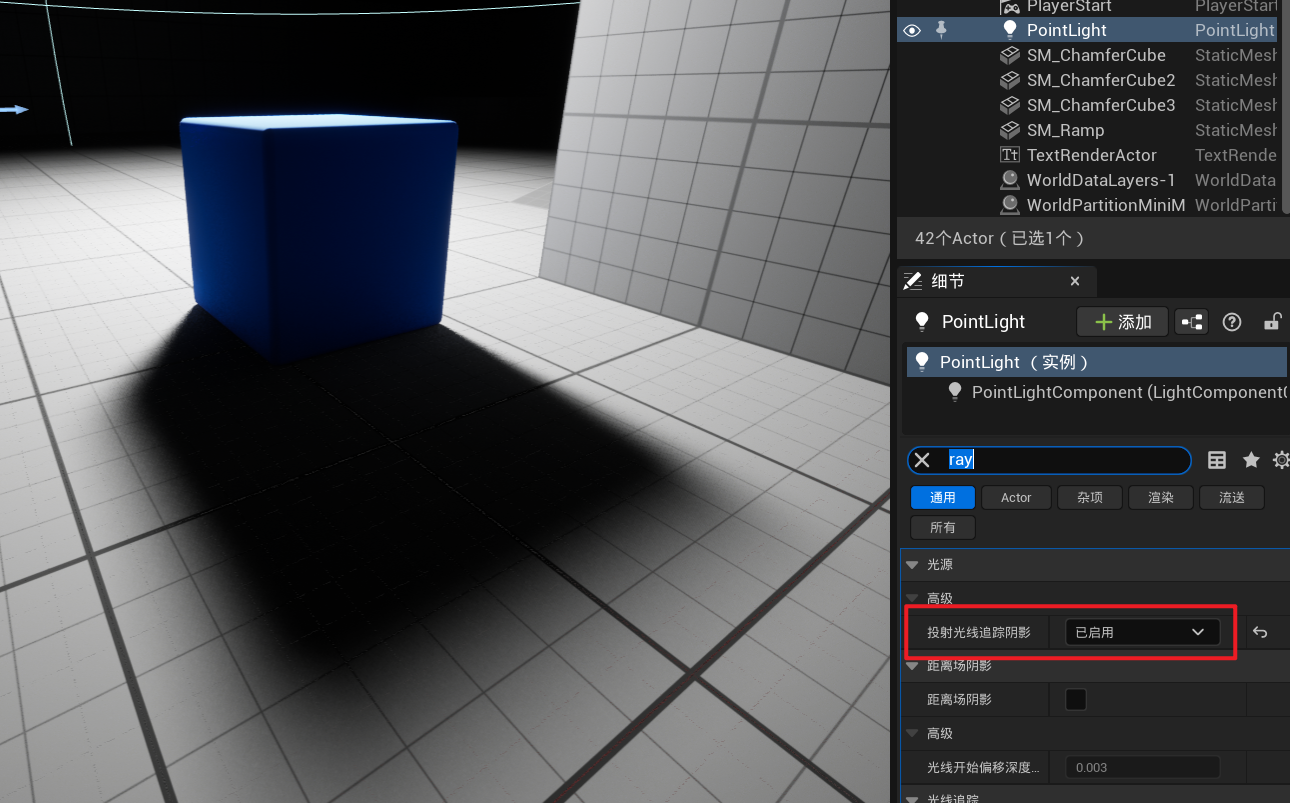 PlayerStart PlayerStart
PointLight PointLight
SM_ChamferCube StaticMesh
SM_ChamferCube2 StaticMesh
SM_ChamferCube3 StaticMesh
SM_Ramp StaticMesh
Tt TextRenderActor TextRende
WorldDataLayers-1 WorldData
WorldPartitionMiniM WorldParti
42个Actor（已选1个）
细节
PointLight 添加
PointLight （实例）
PointLightComponent (LightComponent0
ray
通用 Actor 杂项 渲染 流送
所有
光源
高级
投射光线追踪阴影 已启用
距离场阴影
距离场阴影
高级
光线开始偏移深度... 0.003
光线追踪